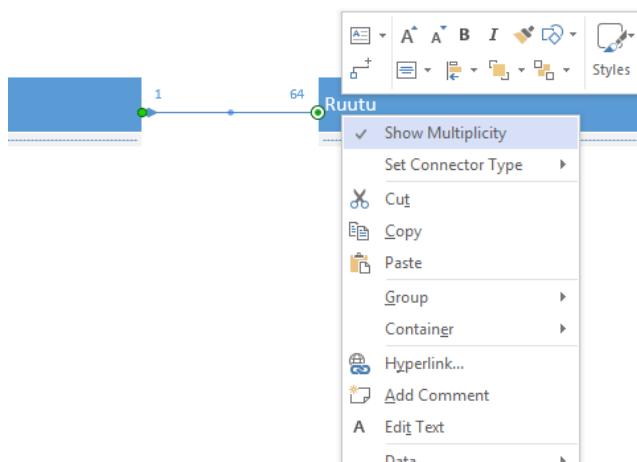 A A B I
Styles
1 64 Ruutu
Show Multiplicity
Set Connector Type
Cut
Copy
Paste
Group
Container
Hyperlink...
Add Comment
A Edit Text
Data